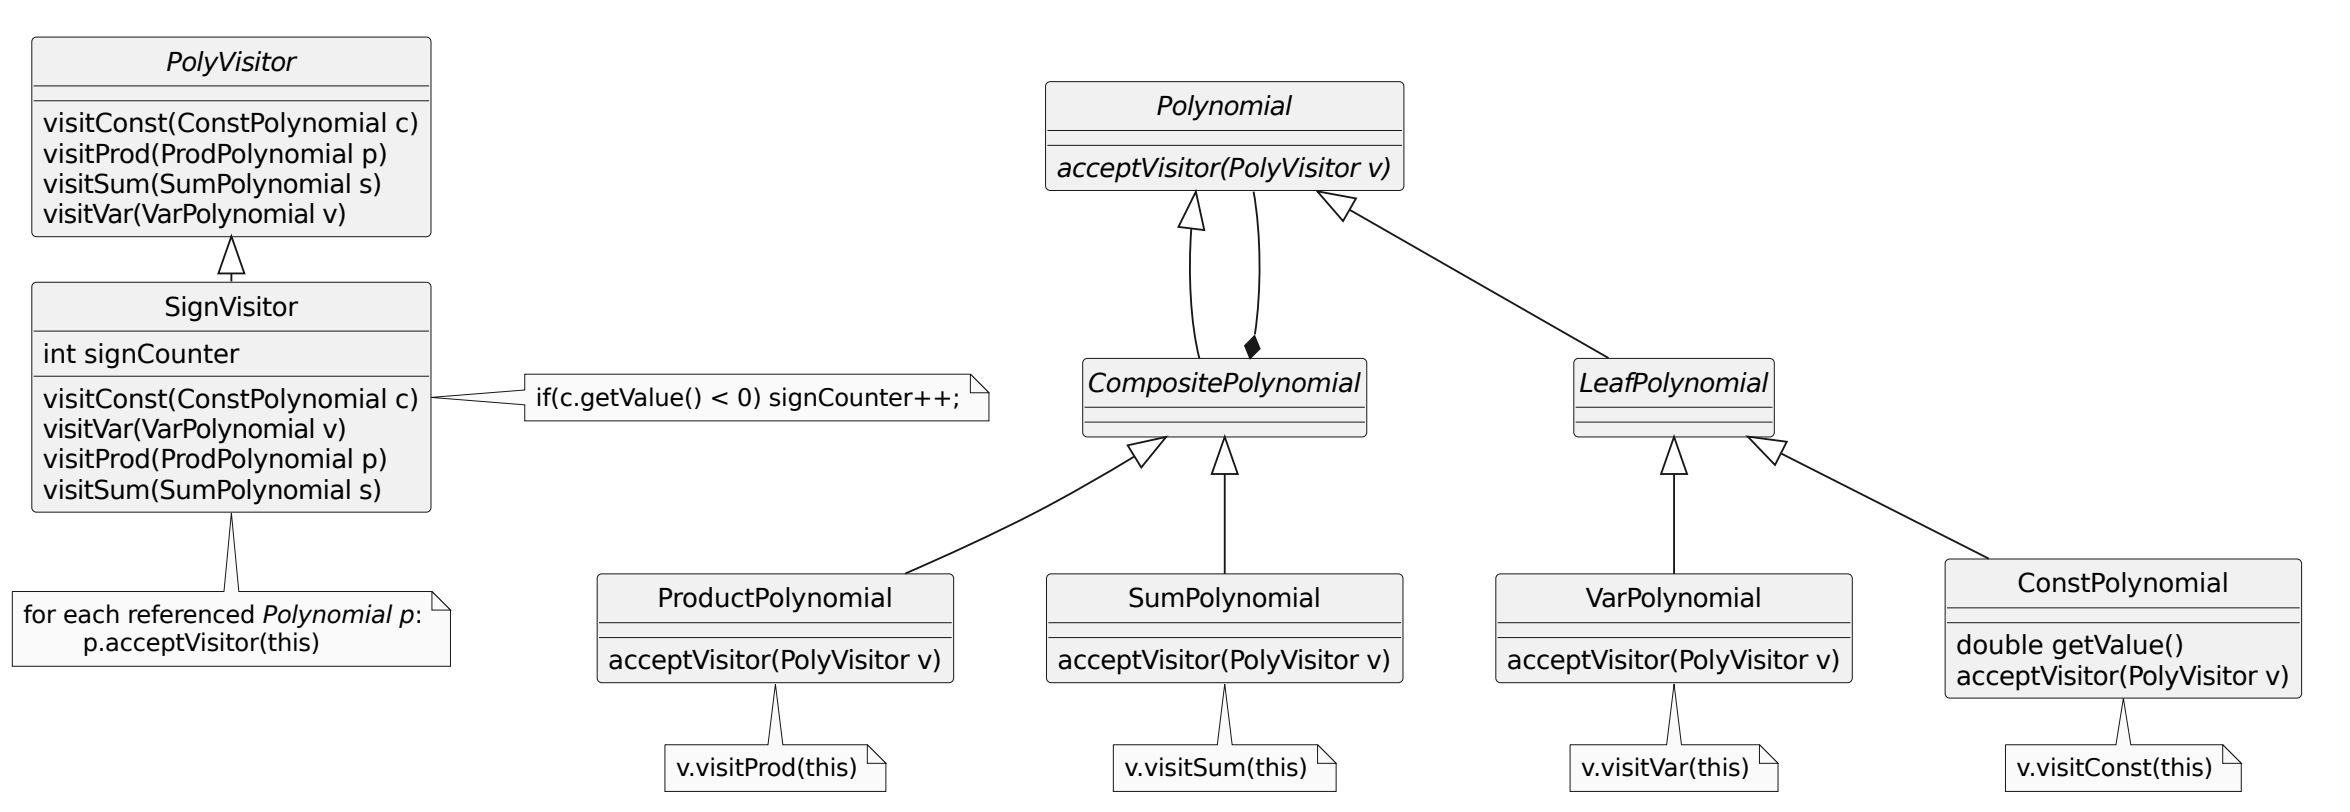 PolyVisitor
visitConst(ConstPolynomial c)
visitProd(ProdPolynomial p)
visitSum(SumPolynomial s)
visitVar(VarPolynomial v)
SignVisitor
int signCounter
visitConst(ConstPolynomial c)
visitVar(VarPolynomial v)
visitProd(ProdPolynomial p)
visitSum(SumPolynomial s)
if(c.getValue() < 0) signCounter++;
for each referenced Polynomial p:
p.acceptVisitor(this)
Polynomial
acceptVisitor(PolyVisitor v)
CompositePolynomial
LeafPolynomial
ProductPolynomial
acceptVisitor(PolyVisitor v)
v.visitProd(this)
SumPolynomial
acceptVisitor(PolyVisitor v)
v.visitSum(this)
VarPolynomial
acceptVisitor(PolyVisitor v)
v.visitVar(this)
ConstPolynomial
double getValue()
acceptVisitor(PolyVisitor v)
v.visitConst(this)